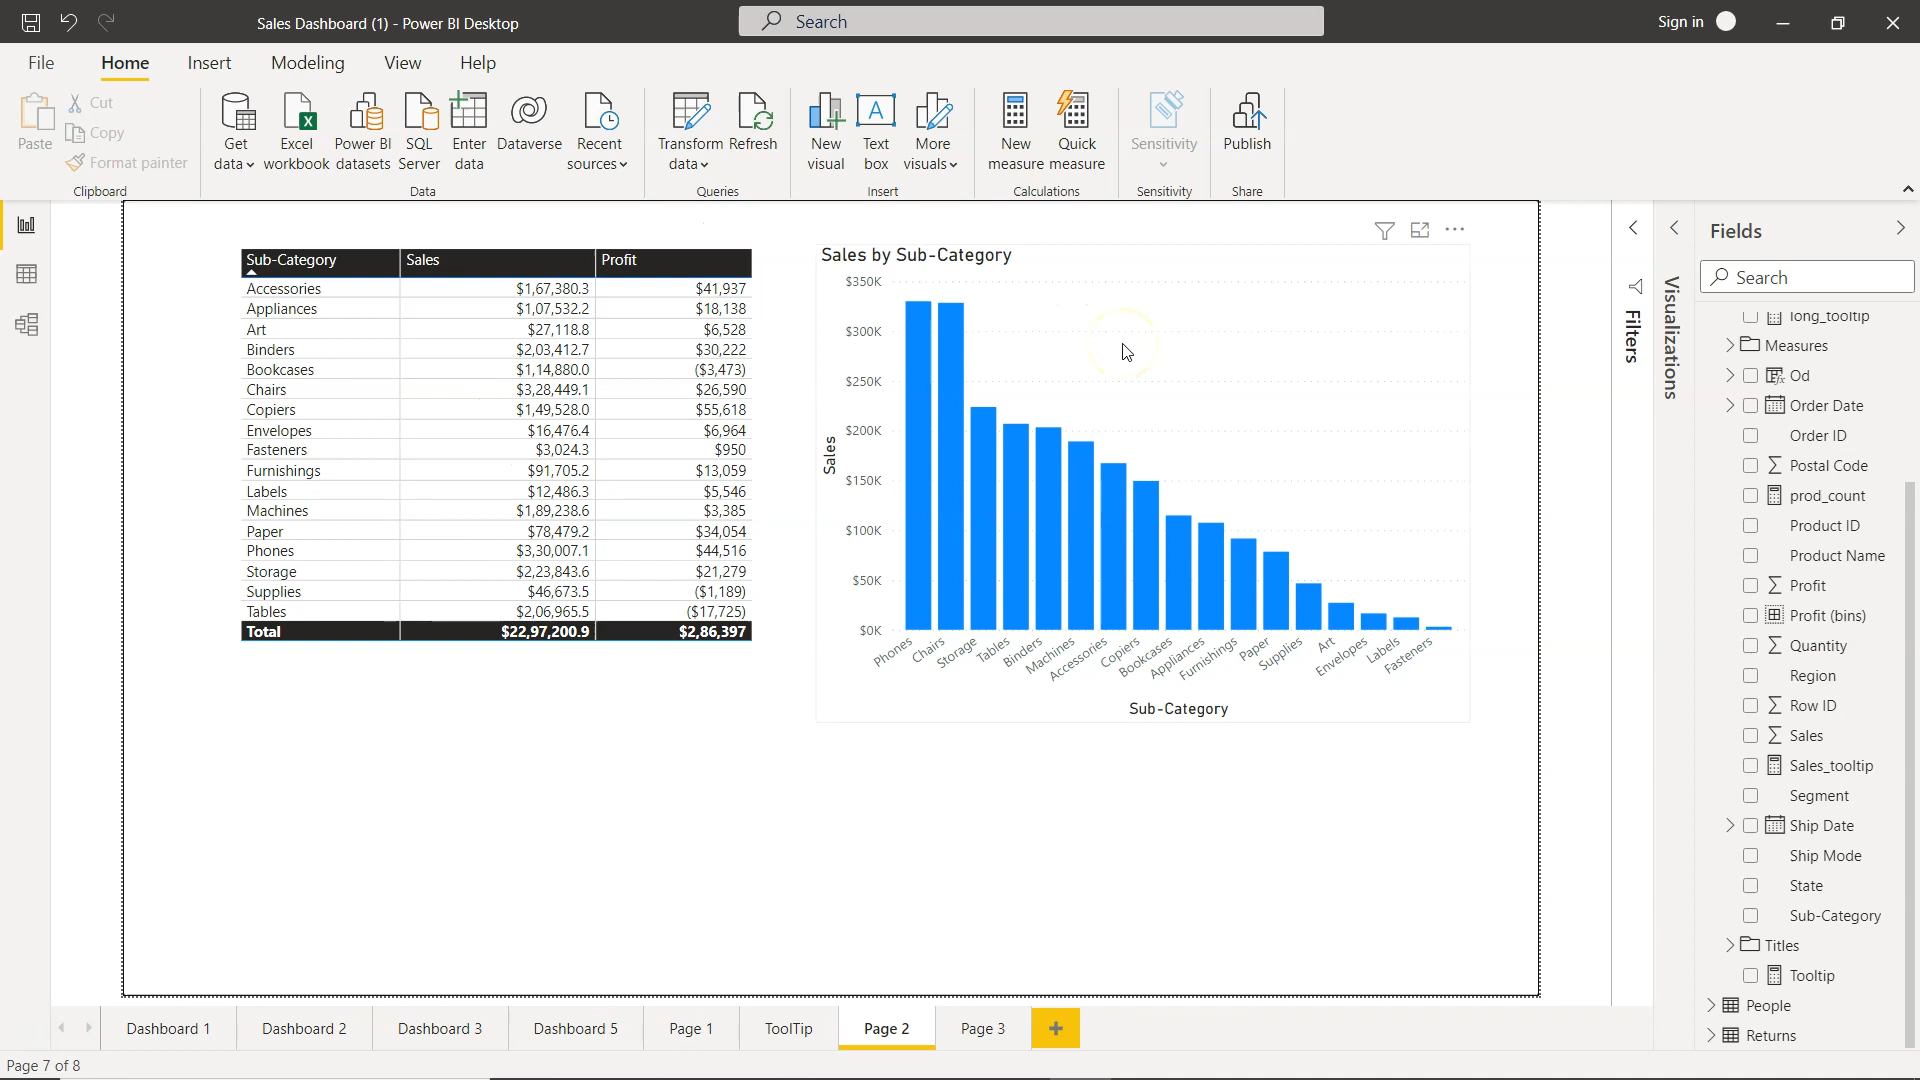 Sales Dashboard (1) - Power BI Desktop
Search
Sign in
File
Home
Insert
Modeling
View
Help
Paste
Cut
Copy
Format painter
Clipboard
Get data
Excel workbook
Power BI datasets
SQL Server
Enter data
Dataverse
Recent sources
Data
Transform data
Refresh
Queries
New visual
Text box
More visuals
Insert
New measure
Quick measure
Calculations
Sensitivity
Sensitivity
Publish
Share
Sub-Category Sales Profit
Accessories $1,67,380.3 $41,937
Appliances $1,07,532.2 $18,138
Art $27,118.8 $6,528
Binders $2,03,412.7 $30,222
Bookcases $1,14,880.0 ($3,473)
Chairs $3,28,449.1 $26,590
Copiers $1,49,528.0 $55,618
Envelopes $16,476.4 $6,964
Fasteners $3,024.3 $950
Furnishings $91,705.2 $13,059
Labels $12,486.3 $5,546
Machines $1,89,238.6 $3,385
Paper $78,479.2 $34,054
Phones $3,30,007.1 $44,516
Storage $2,23,843.6 $21,279
Supplies $46,673.5 ($1,189)
Tables $2,06,965.5 ($17,725)
Total $22,97,200.9 $2,86,397
Sales by Sub-Category
$350K
$300K
$250K
$200K
$150K
$100K
$50K
$0K
Sales
Phones
Chairs
Storage
Tables
Binders
Machines
Accessories
Copiers
Bookcases
Appliances
Furnishings
Paper
Supplies
Art
Envelopes
Labels
Fasteners
Sub-Category
Filters
Visualizations
Fields
Search
long_tooltip
Measures
Od
Order Date
Order ID
Postal Code
prod_count
Product ID
Product Name
Profit
Profit (bins)
Quantity
Region
Row ID
Sales
Sales_tooltip
Segment
Ship Date
Ship Mode
State
Sub-Category
Titles
Tooltip
People
Returns
Dashboard 1
Dashboard 2
Dashboard 3
Dashboard 5
Page 1
ToolTip
Page 2
Page 3
Page 7 of 8